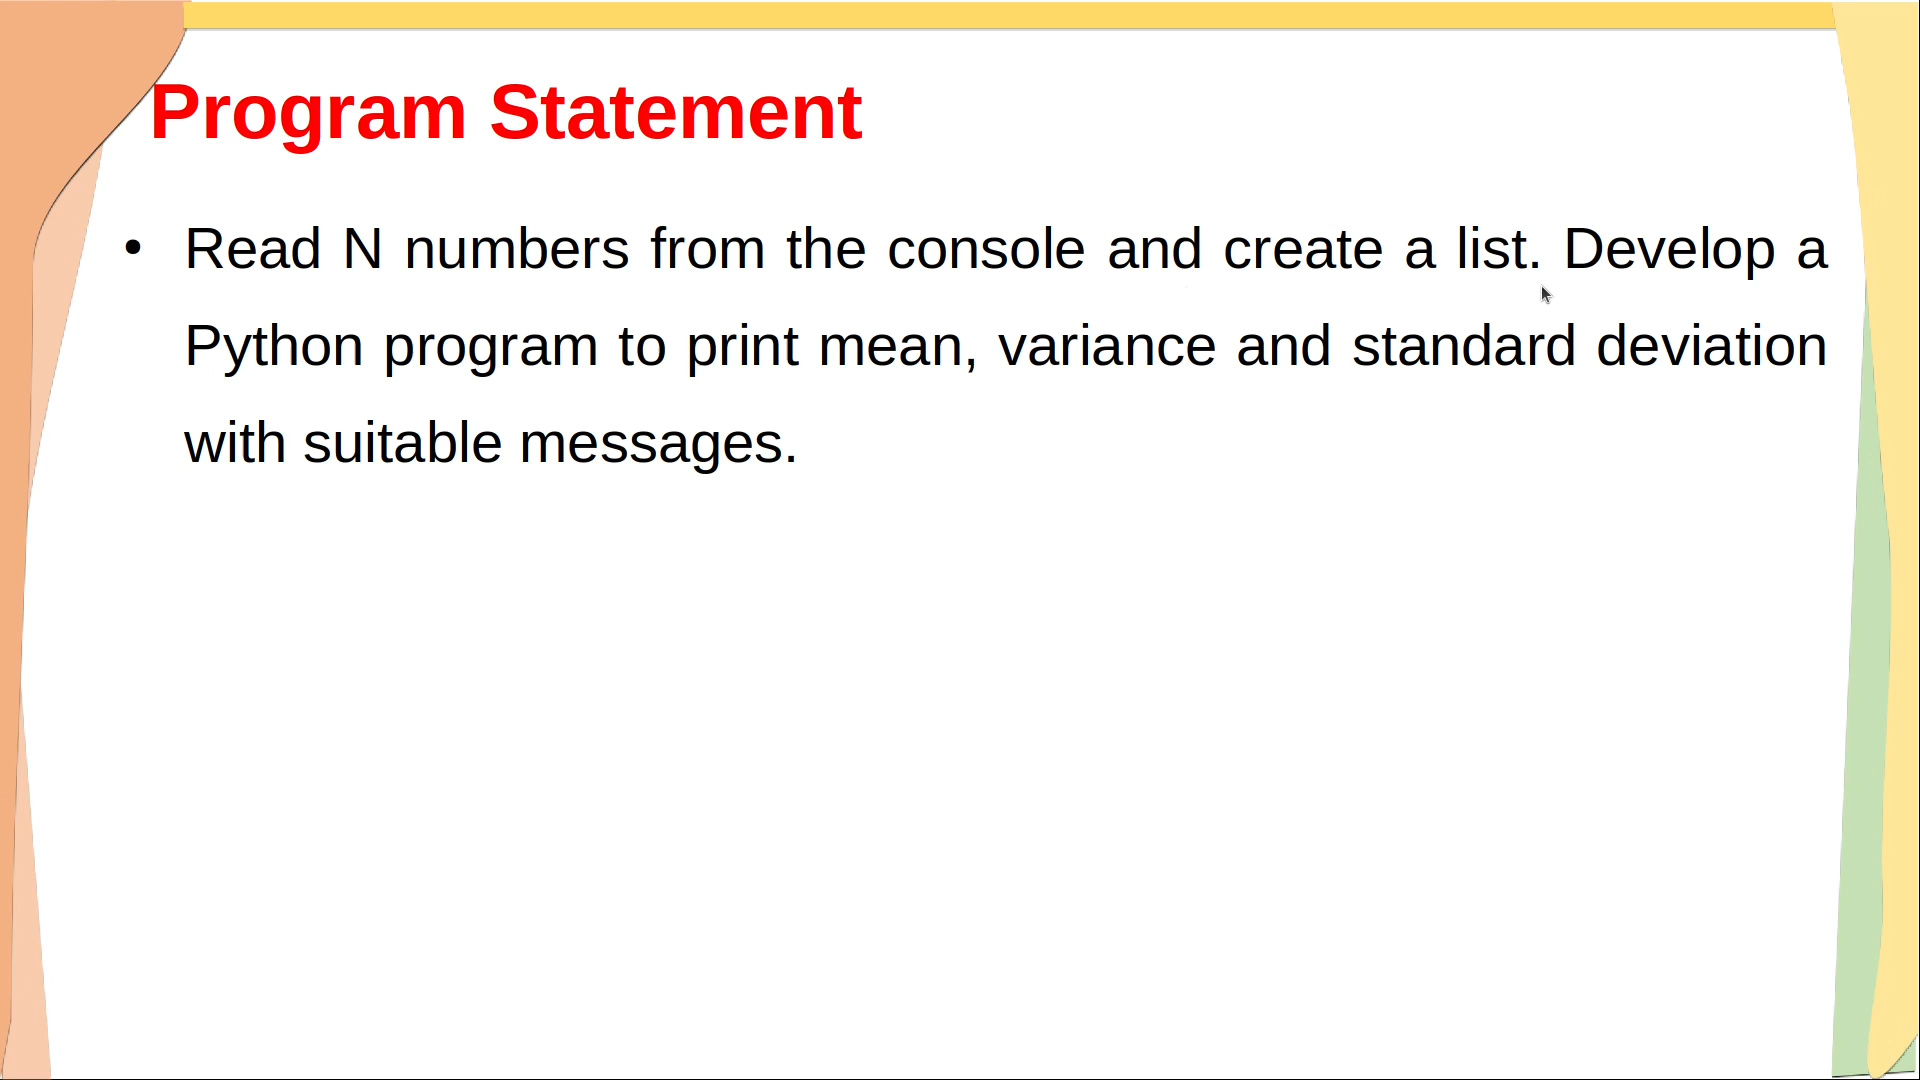 Program Statement
• Read N numbers from the console and create a list. Develop a
Python program to print mean, variance and standard deviation
with suitable messages.